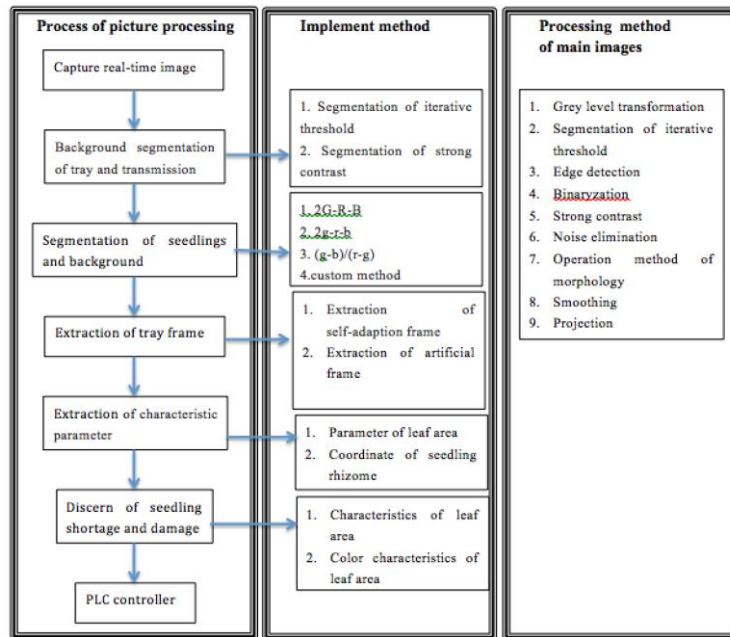 Process of picture processing
Capture real-time image
Background segmentation
of tray and transmission
Segmentation of seedlings
and background
Extraction of tray frame
Extraction of characteristic
parameter
Discern of seedling
shortage and damage
PLC controller
Implement method
1. Segmentation of iterative
threshold
2. Segmentation of strong
contrast
1. 2G-R-B
2. 2g-r-b
3. (g-b)/(r-g)
4.custom method
1. Extraction of
self-adaption frame
2. Extraction of artificial
frame
1. Parameter of leaf area
2. Coordinate of seedling
rhizome
1. Characteristics of leaf
area
2. Color characteristics of
leaf area
Processing method
of main images
1. Grey level transformation
2. Segmentation of iterative
threshold
3. Edge detection
4. Binaryzation
5. Strong contrast
6. Noise elimination
7. Operation method of
morphology
8. Smoothing
9. Projection